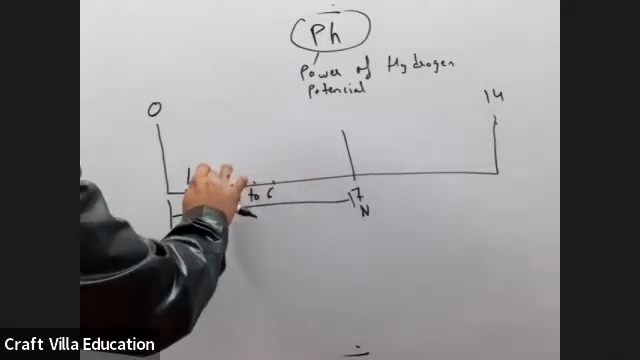 Ph
Power of Hydrogen
Potencial
0
14
to 6
7
N
Craft Villa Education